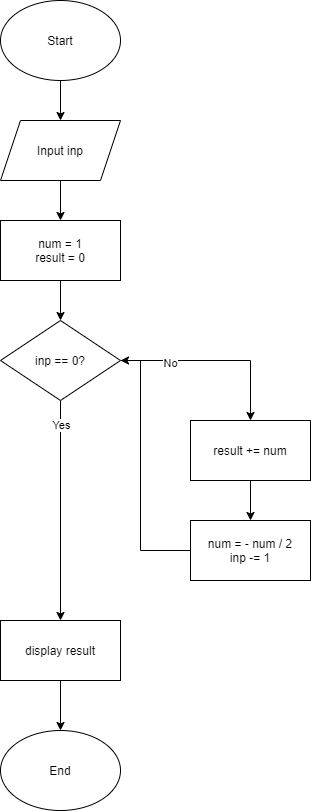 Start
Input inp
num = 1
result = 0
inp == 0?
No
Yes
result += num
num = - num / 2
inp -= 1
display result
End